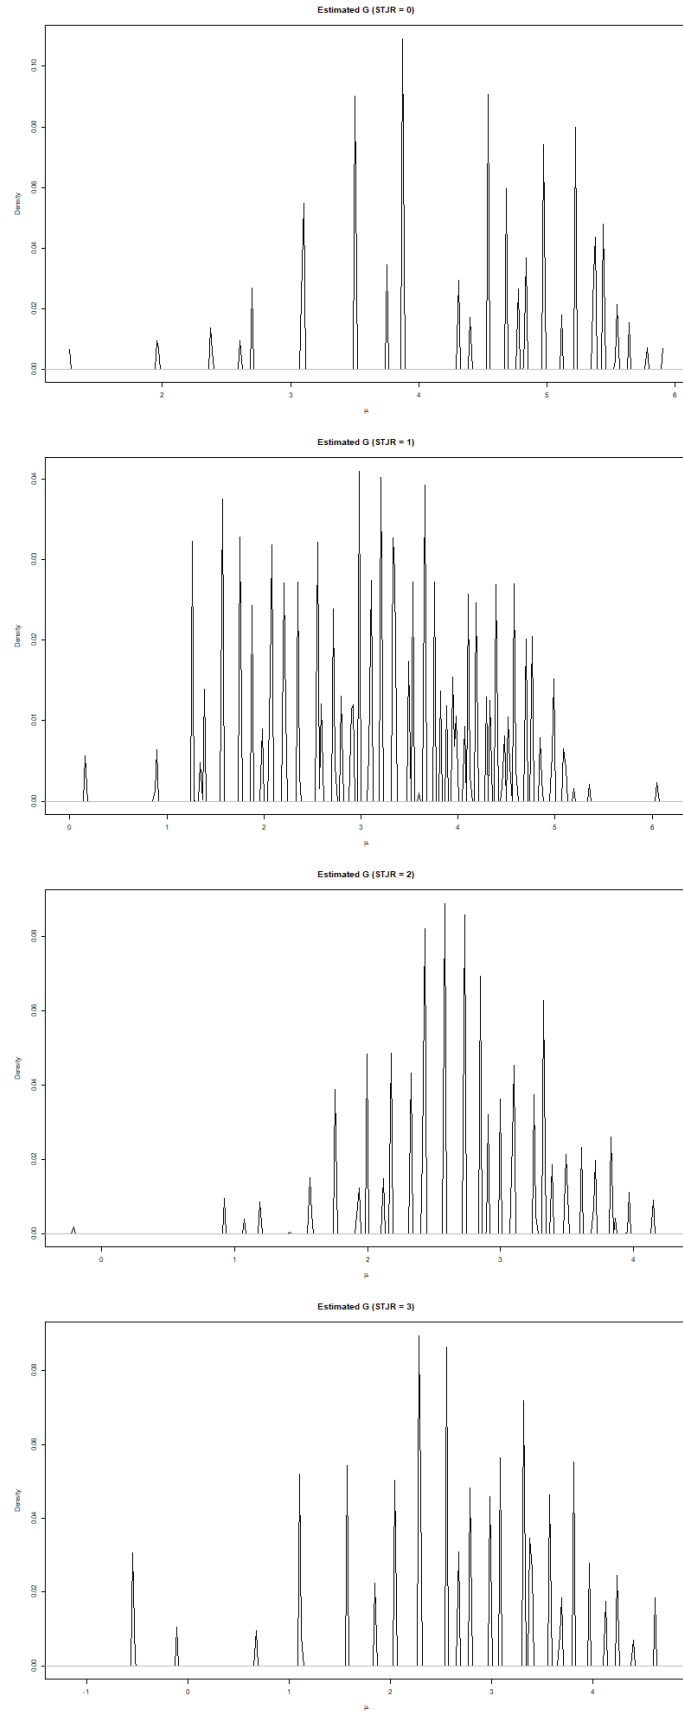 Estimated G (STJR = 0)
Density
0.00 0.02 0.04 0.06 0.08 0.10
2 3 4 5 6
μ
Estimated G (STJR = 1)
Density
0.00 0.01 0.02 0.03 0.04
0 1 2 3 4 5 6
μ
Estimated G (STJR = 2)
Density
0.00 0.02 0.04 0.06 0.08
0 1 2 3 4
μ
Estimated G (STJR = 3)
Density
0.00 0.02 0.04 0.06 0.08
-1 0 1 2 3 4
μ